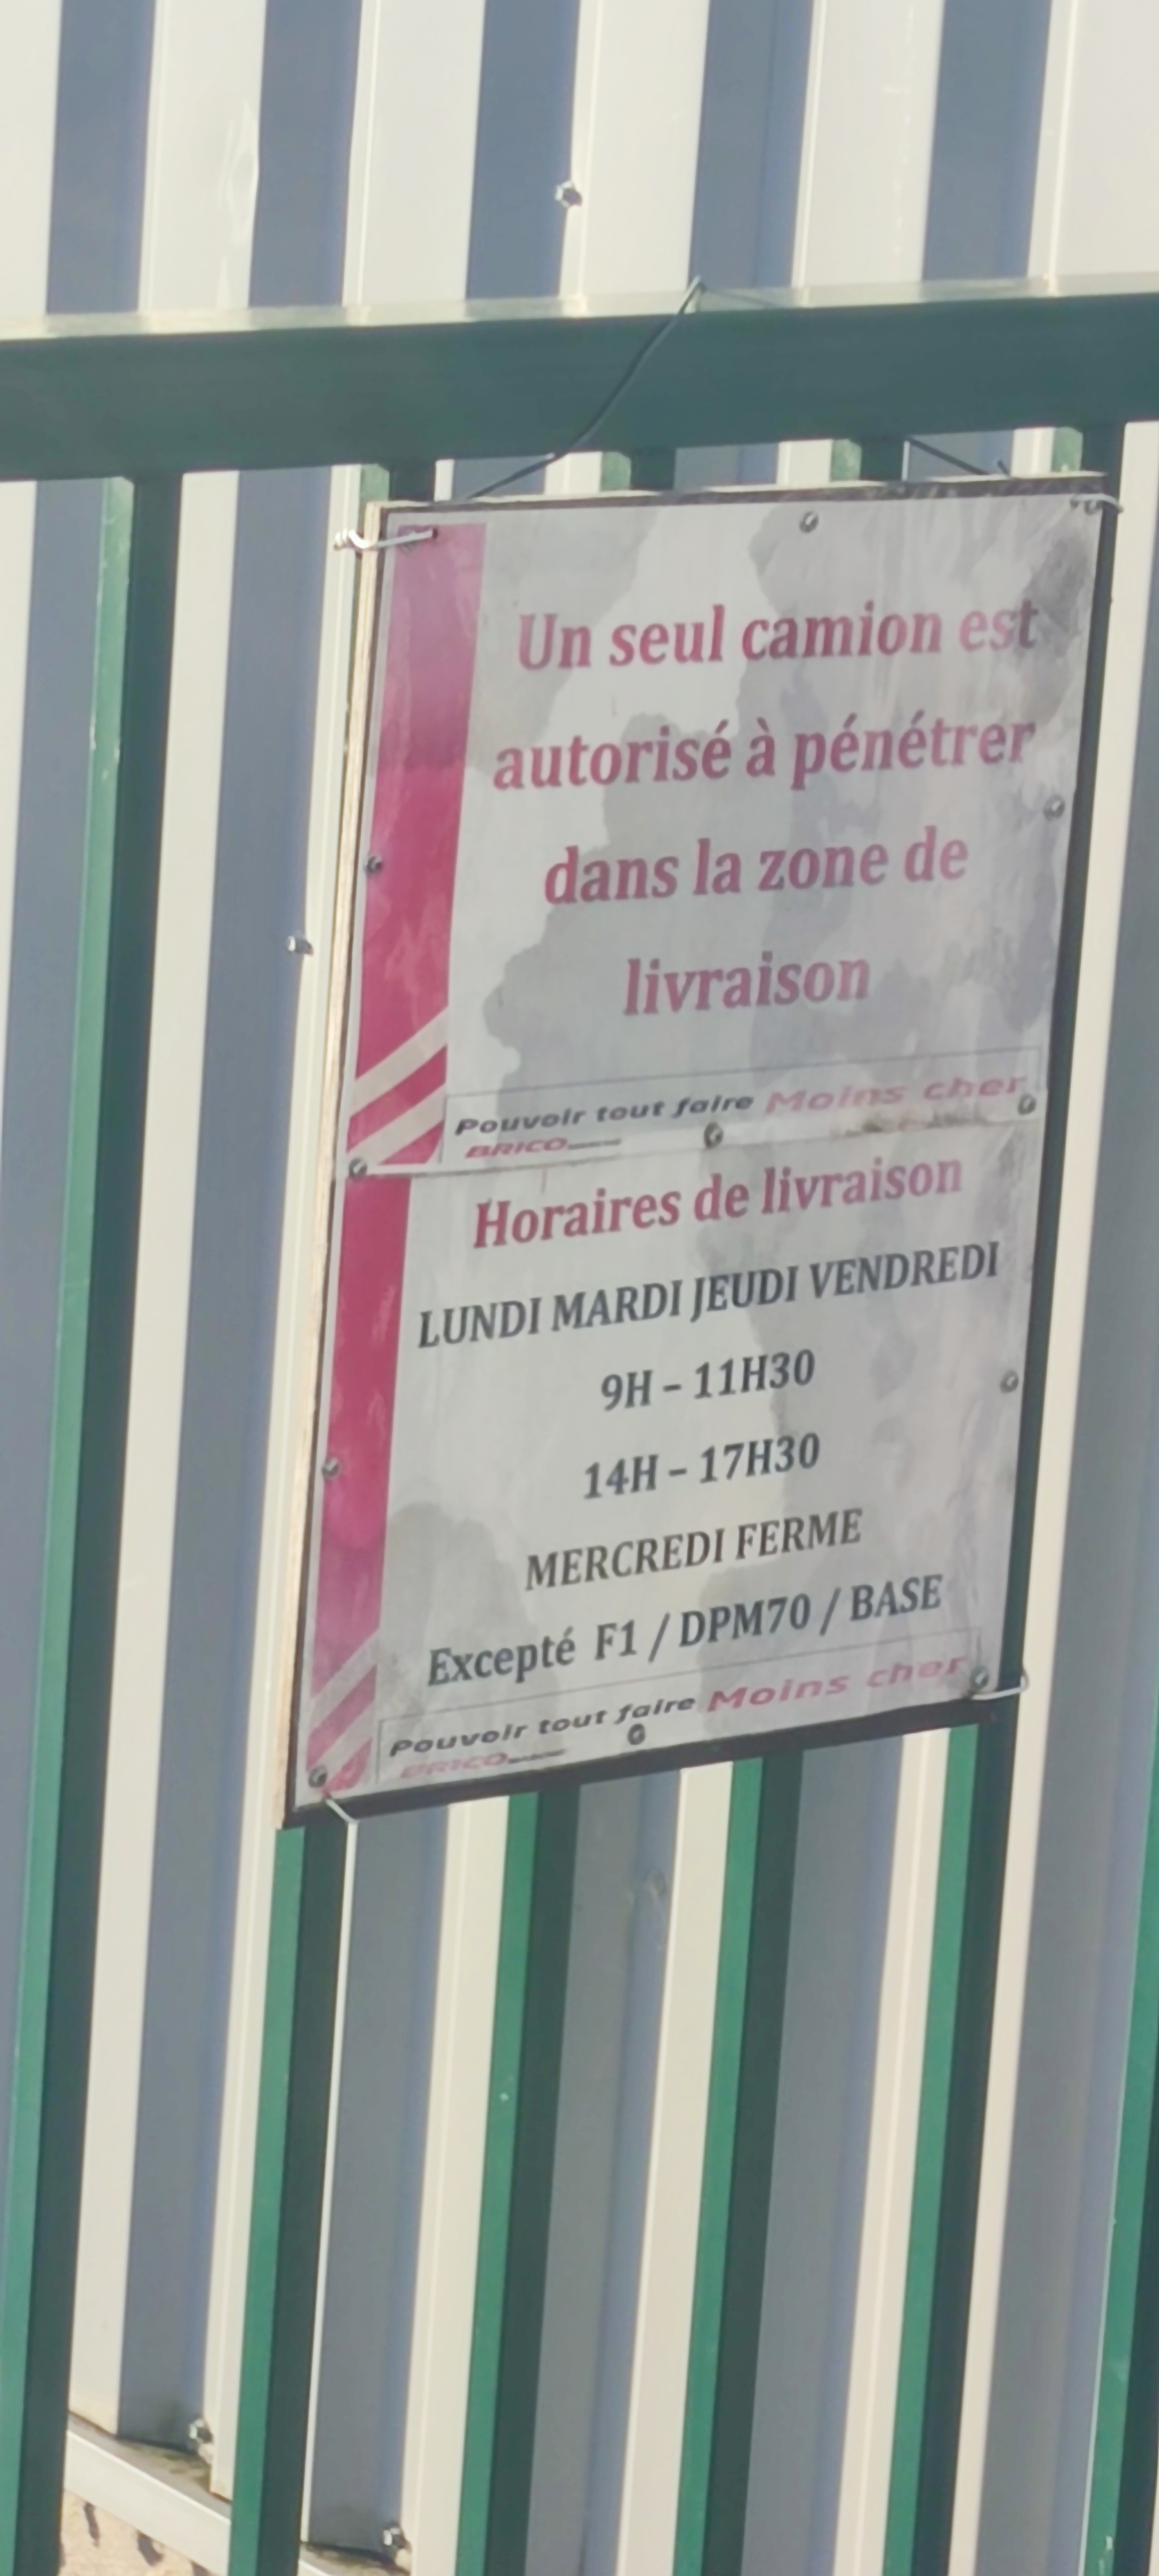 Un seul camion est
autorisé à pénétrer
dans la zone de
livraison
Pouvoir tout faire Moins cher
BRICO
Horaires de livraison
LUNDI MARDI JEUDI VENDREDI
9H – 11H30
14H – 17H30
MERCREDI FERME
Excepté F1 / DPM70 / BASE
Pouvoir tout faire Moins cher
BRICO